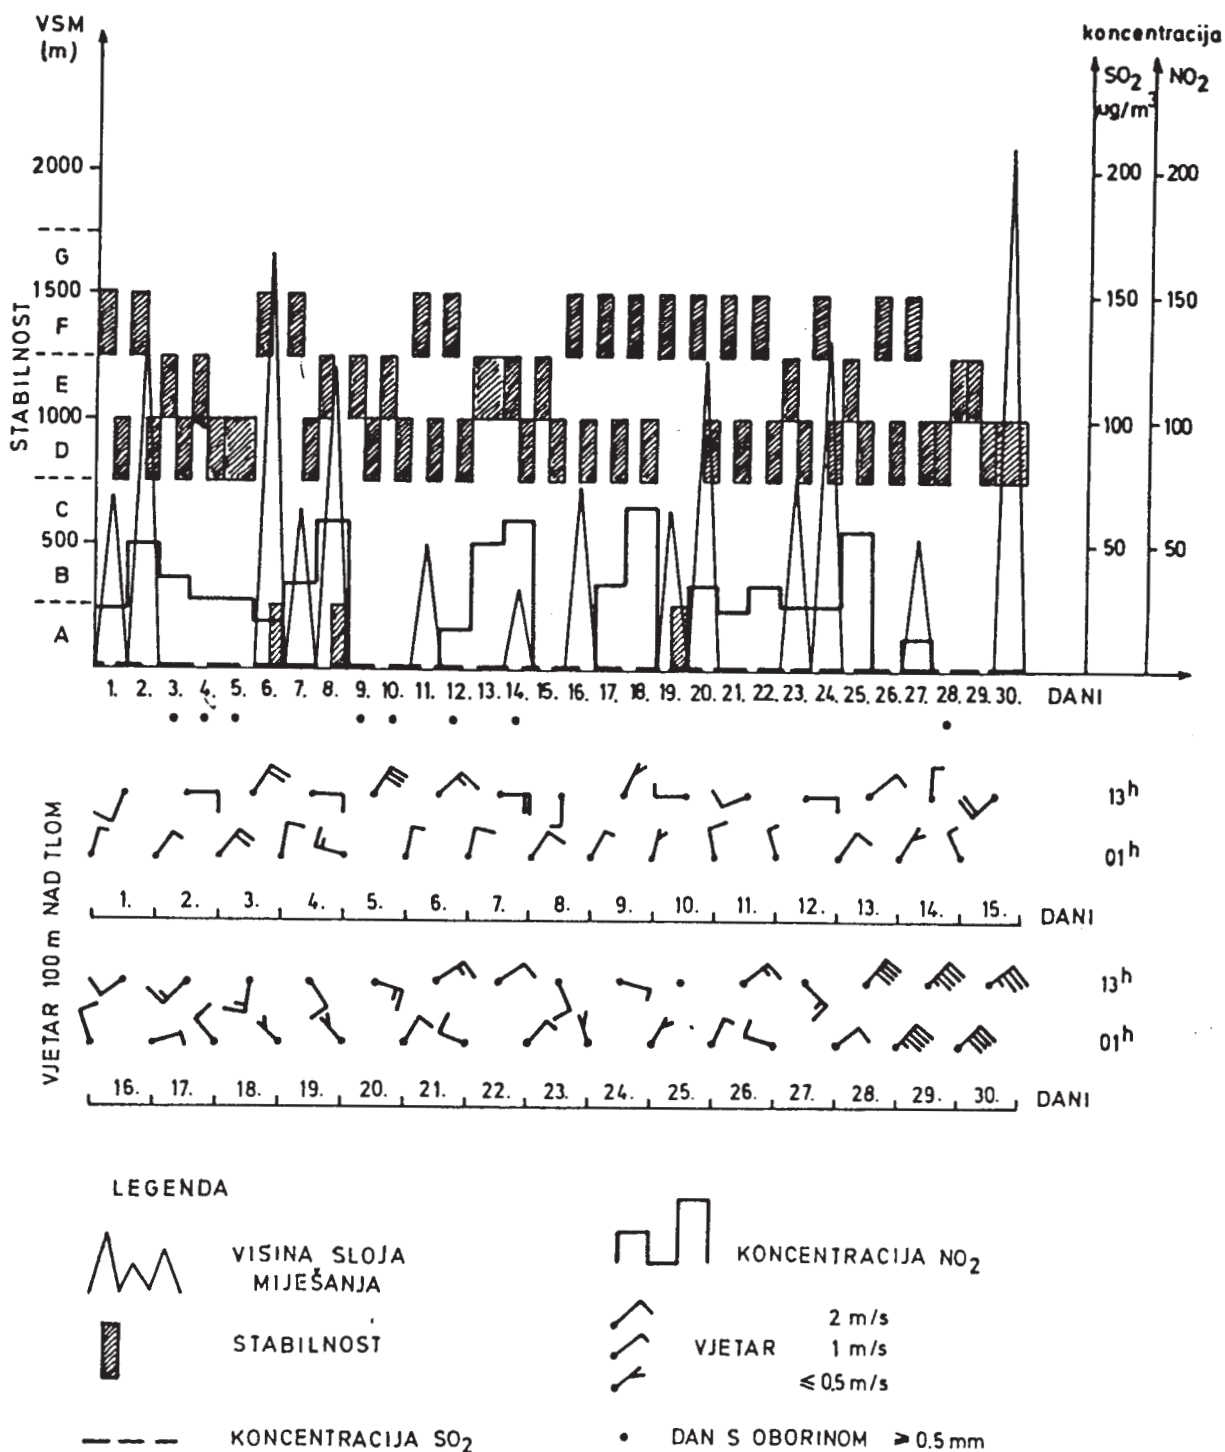 VSM
(m)
koncentracija
SO2
NO2
µg/m³
2000
200
200
G
1500
150
150
F
E
1000
100
100
D
C
500
50
50
B
A
STABILNOST
1. 2. 3. 4. 5. 6. 7. 8. 9. 10. 11. 12. 13. 14. 15. 16. 17. 18. 19. 20. 21. 22. 23. 24. 25. 26. 27. 28. 29. 30. DANI
VJETAR 100 m NAD TLOM
13h
01h
1. 2. 3. 4. 5. 6. 7. 8. 9. 10. 11. 12. 13. 14. 15. DANI
13h
01h
16. 17. 18. 19. 20. 21. 22. 23. 24. 25. 26. 27. 28. 29. 30. DANI
LEGENDA
VISINA SLOJA
MIJEŠANJA
KONCENTRACIJA NO2
STABILNOST
VJETAR
2 m/s
1 m/s
≤ 0.5 m/s
KONCENTRACIJA SO2
DAN S OBORINOM ⩾ 0.5 mm